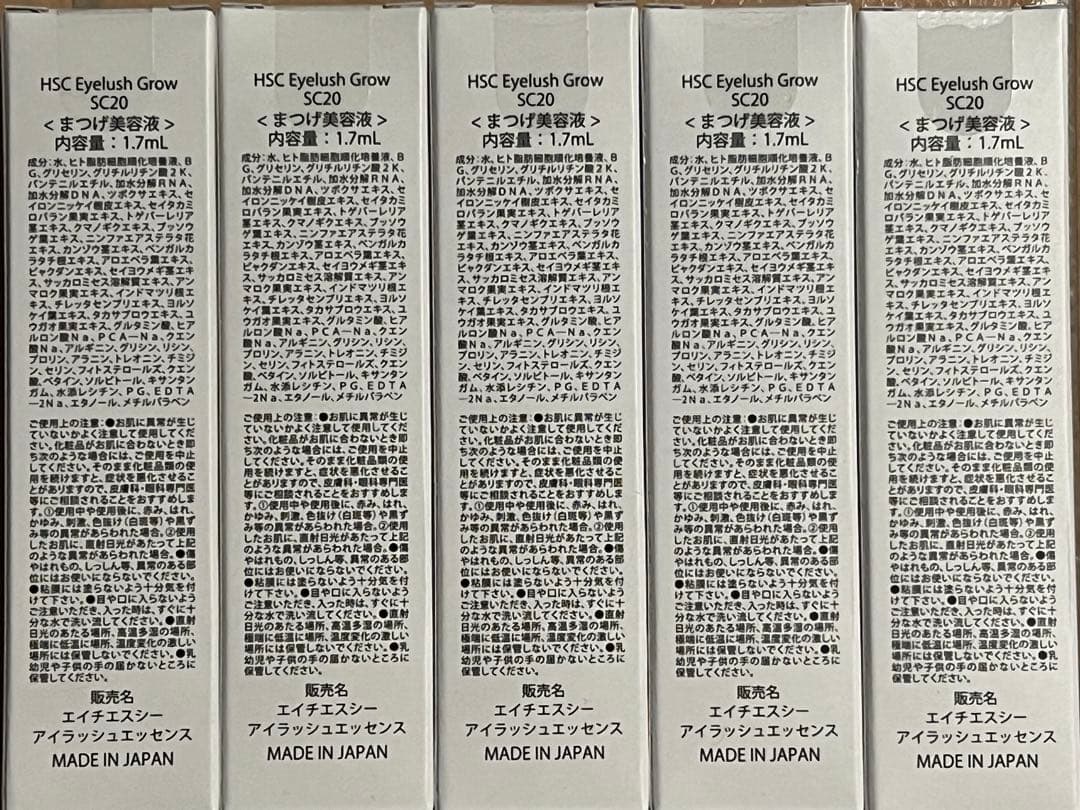 HSC Eyelush Grow
SC20
< まつげ美容液 >
内容量：1.7mL
成分：水、ヒト脂肪細胞順化培養液、B
G、グリセリン、グリチルリチン酸２K、
パンテニルエチル、加水分解RNA、
加水分解DNA、ツボクサエキス、セ
イロンニッケイ樹皮エキス、セイタカミ
ロバラン果実エキス、トゲバーレリア
茎エキス、クマノギクエキス、ブッソウ
ゲ葉エキス、ニンファエアステラタ花
エキス、カンゾウ茎エキス、ベンガルカ
ラタチ根エキス、アロエベラ葉エキス、
ビャクダンエキス、セイヨウメギ茎エキ
ス、サッカロミセス溶解質エキス、アン
マロク果実エキス、インドマツリ根エ
キス、チレッタセンブリエキス、ヨルソ
ケイ葉エキス、タカサブロウエキス、ユ
ウガオ果実エキス、グルタミン酸、ヒア
ルロン酸Na、PCA―Na、クエン
酸Na、アルギニン、グリシン、リシン、
プロリン、アラニン、トレオニン、チミジ
ン、セリン、フィトステロールズ、クエン
酸、ベタイン、ソルビトール、キサンタン
ガム、水添レシチン、PG、EDTA
―2Na、エタノール、メチルパラベン
ご使用上の注意：●お肌に異常が生じ
ていないかよく注意して使用してくだ
さい。化粧品がお肌に合わないとき即
ち次のような場合には、ご使用を中止
してください。そのまま化粧品類の使
用を続けますと、症状を悪化させるこ
とがありますので、皮膚科・眼科専門医
等にご相談されることをおすすめしま
す。①使用中や使用後に、赤み、はれ、
かゆみ、刺激、色抜け（白斑等）や黒ず
み等の異常があらわれた場合。②使用
したお肌に、直射日光があたって上記
のような異常があらわれた場合。●傷
やはれもの、しっしん等、異常のある部
位にはお使いにならないでください。
●粘膜には塗らないよう十分気を付
けて下さい。●目や口に入らないよう
ご注意いただき、入った時は、すぐに十
分な水で洗い流してください。●直射
日光のあたる場所、高温多湿の場所、
極端に低温に場所、温度変化の激しい
場所には保管しないでください。●乳
幼児や子供の手の届かないところに
保管してください。
販売名
エイチエスシー
アイラッシュエッセンス
MADE IN JAPAN